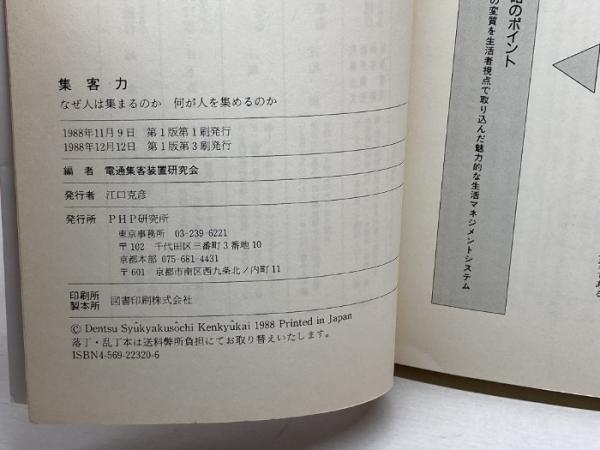 集客力
なぜ人は集まるのか 何が人を集めるのか
1988年11月9日 第1版第1刷発行
1988年12月12日 第1版第3刷発行
編者 電通集客装置研究会
発行者 江口克彦
発行所 PHP研究所
東京事務所 03-239-6221
〒102 千代田区三番町3番地10
京都本部 075-681-4431
〒601 京都市南区西九条北ノ内町11
印刷所
製本所 図書印刷株式会社
© Dentsu Syûkyakusôchi Kenkyûkai 1988 Printed in Japan
落丁・乱丁本は送料弊所負担にてお取り替えいたします。
ISBN4-569-22320-6
のポイント
の変質を生活者視点で取り込んだ魅力的な生活マネジメントシステム